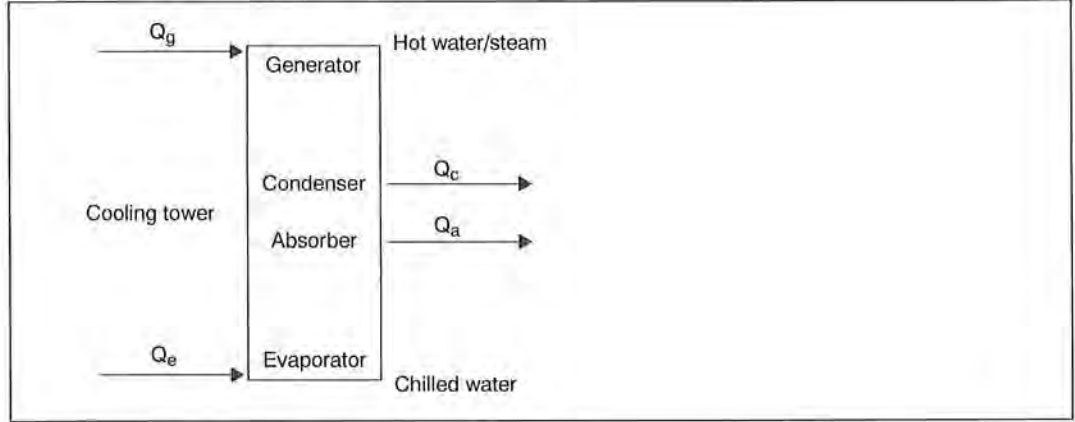 Qg
Hot water/steam
Generator
Condenser
Qc
Cooling tower
Absorber
Qa
Qe
Evaporator
Chilled water